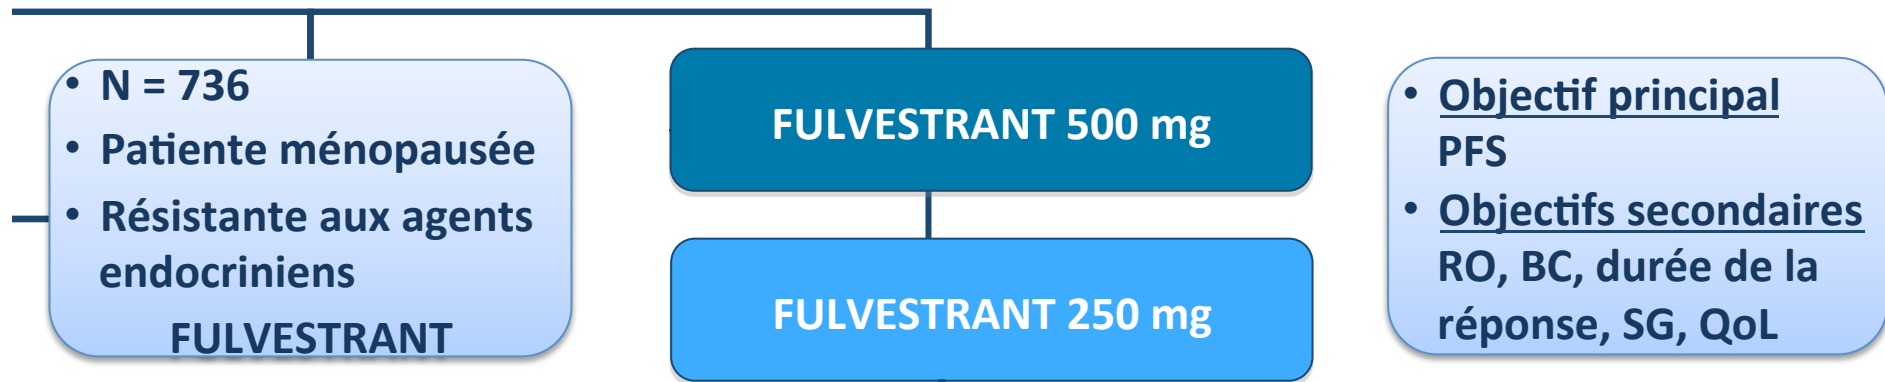 • N = 736
• Patiente ménopausée
• Résistante aux agents
endocriniens
FULVESTRANT
FULVESTRANT 500 mg
FULVESTRANT 250 mg
• Objectif principal
PFS
• Objectifs secondaires
RO, BC, durée de la
réponse, SG, QoL